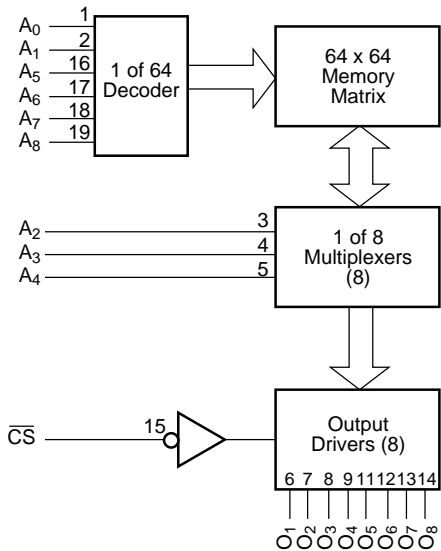 A0 1
A1 2
A5 16
A6 17
A7 18
A8 19
1 of 64
Decoder
64 x 64
Memory
Matrix
A2 3
A3 4
A4 5
1 of 8
Multiplexers
(8)
CS 15
Output
Drivers (8)
6 7 8 9 11 12 13 14
O1 O2 O3 O4 O5 O6 O7 O8